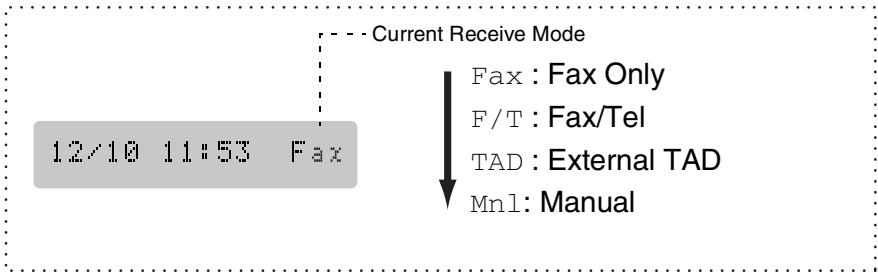 Current Receive Mode
12/10 11:53 Fax
Fax : Fax Only
F/T : Fax/Tel
TAD : External TAD
Mnl: Manual